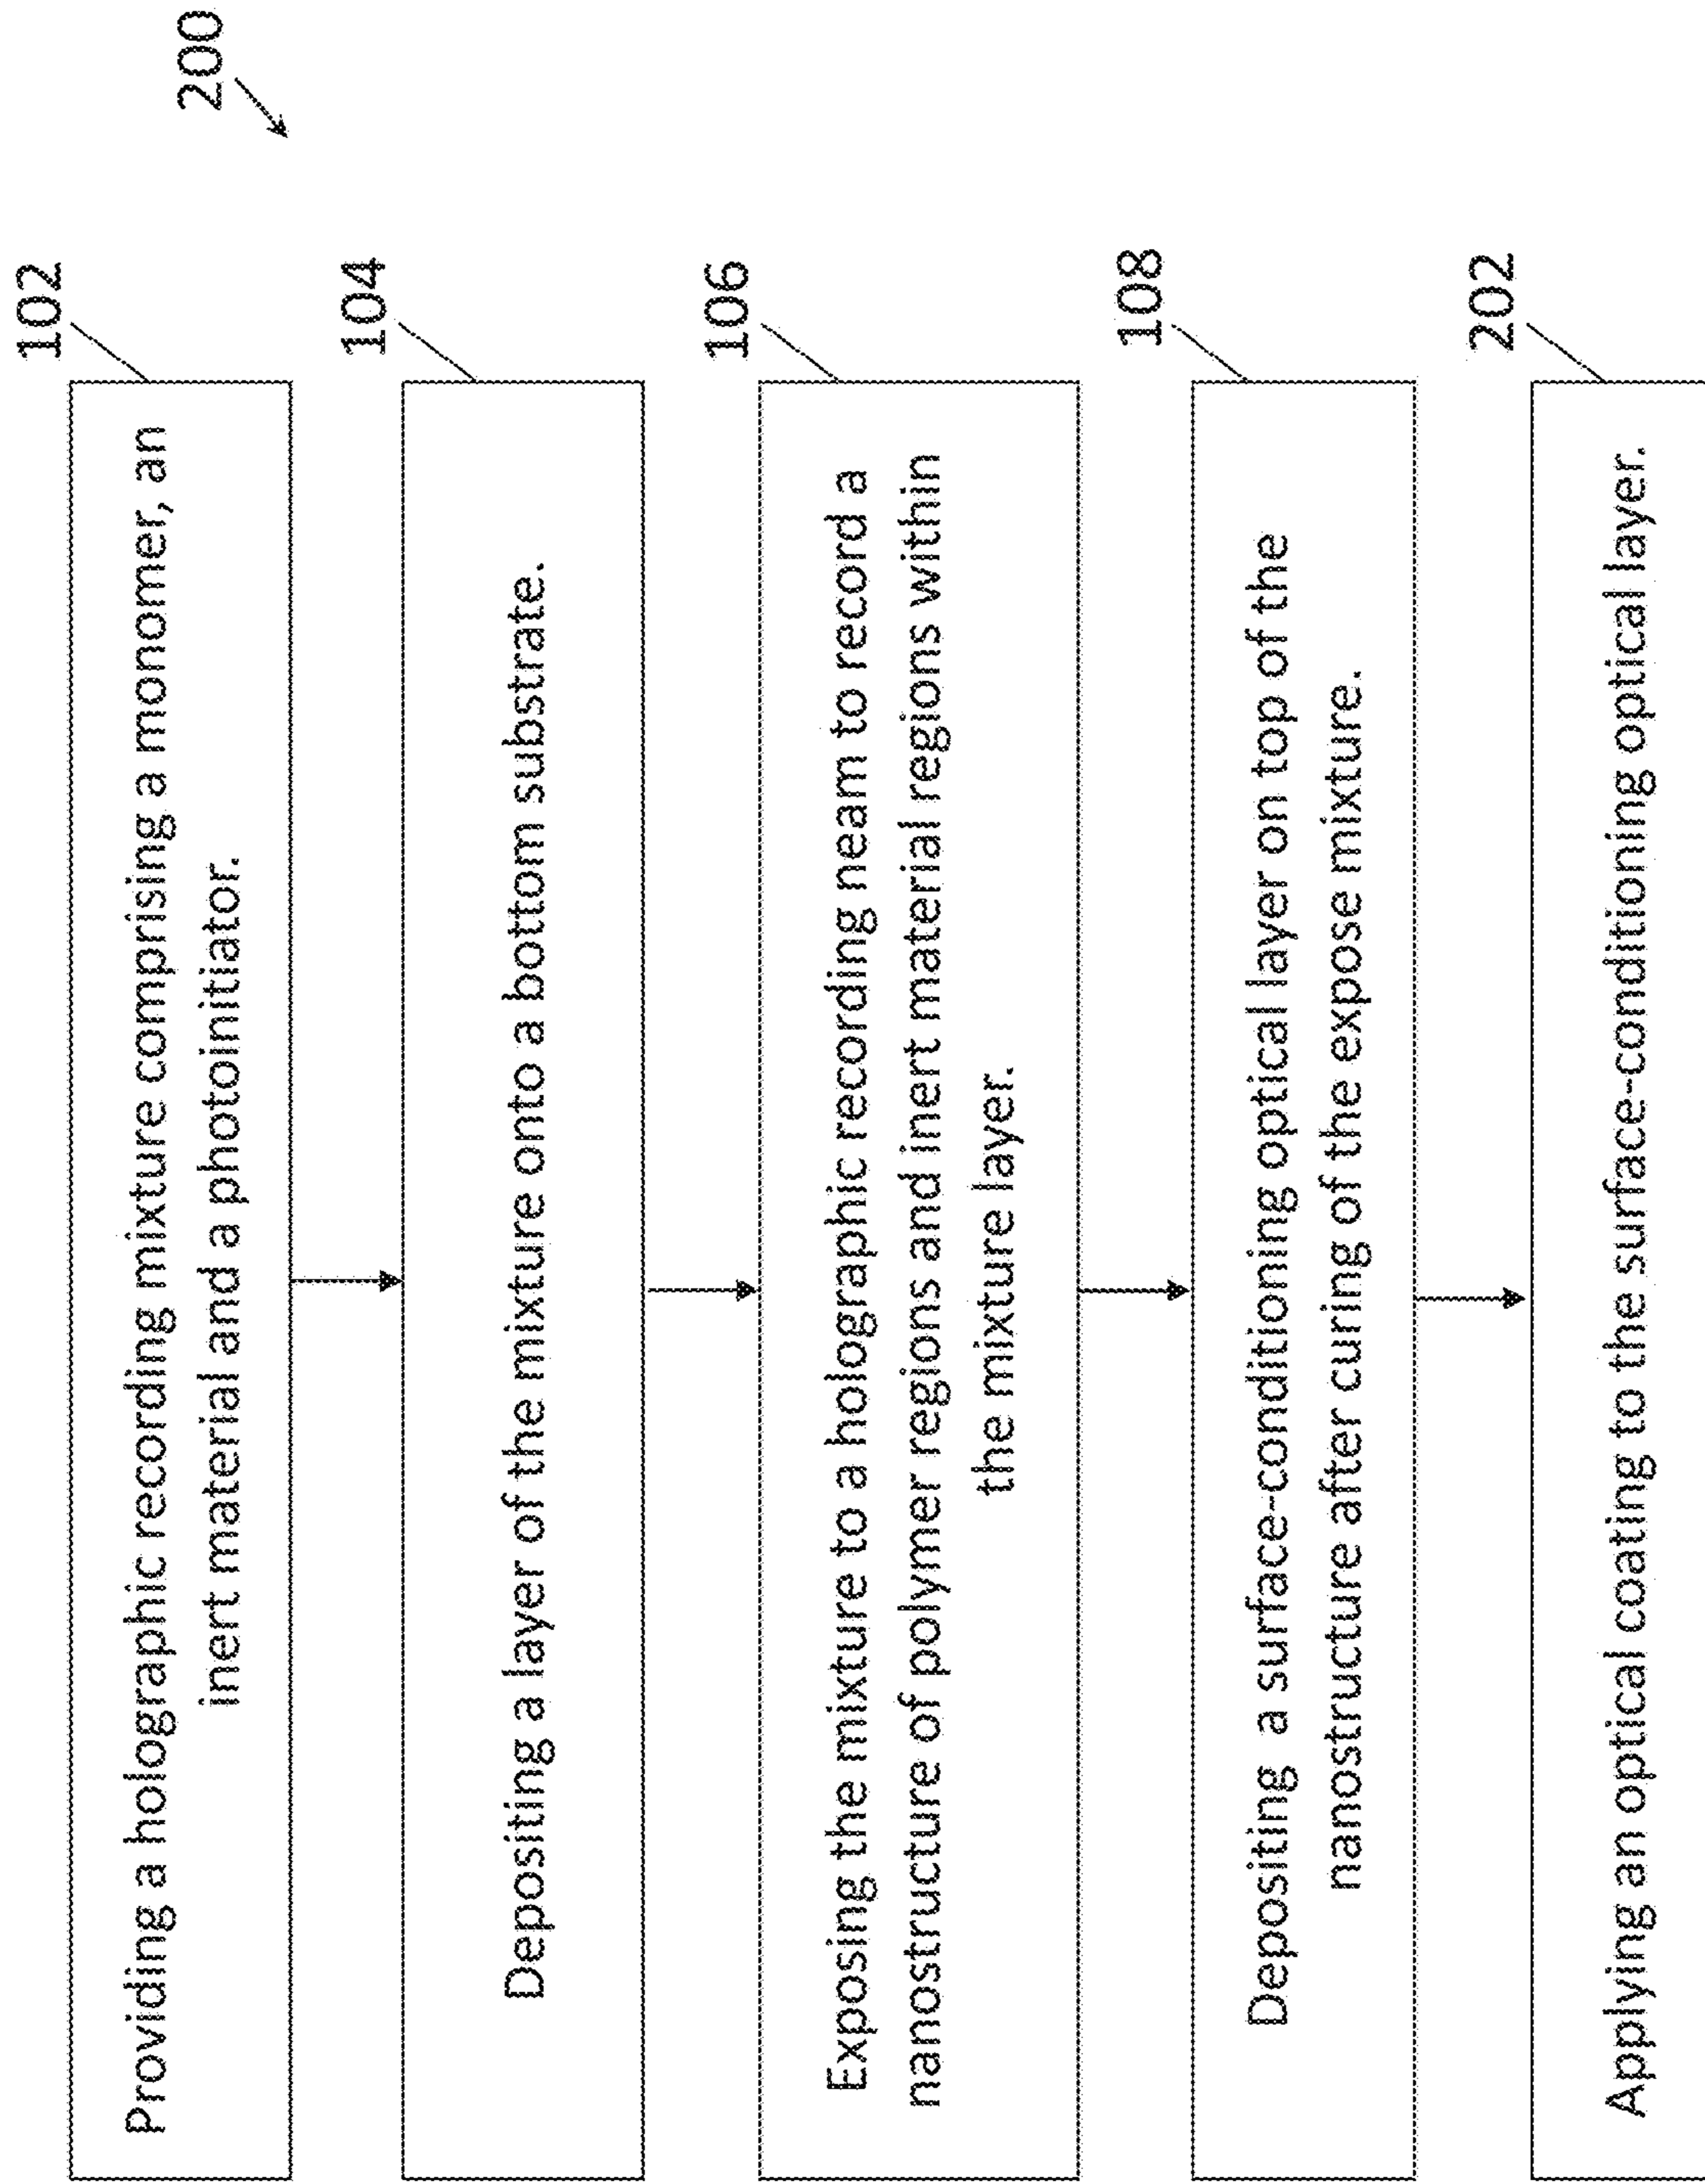 200
102
Providing a holographic recording mixture comprising a monomer, an
inert material and a photoinitiator.
104
Depositing a layer of the mixture onto a bottom substrate.
106
Exposing the mixture to a holographic recording neam to record a
nanostructure of polymer regions and inert material regions within
the mixture layer.
108
Depositing a surface-conditioning optical layer on top of the
nanostructure after curing of the expose mixture.
202
Applying an optical coating to the surface-conditioning optical layer.